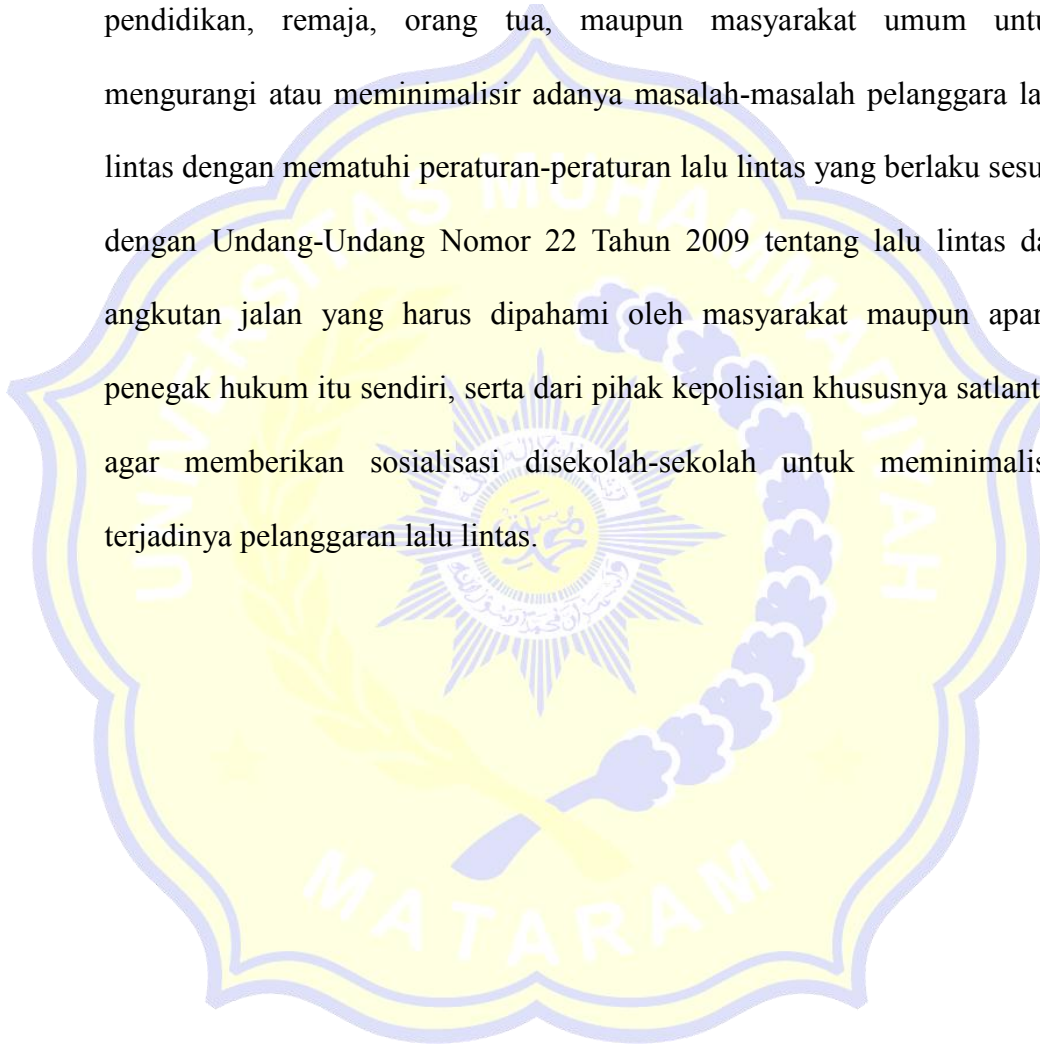 pendidikan, remaja, orang tua, maupun masyarakat umum untu
mengurangi atau meminimalisir adanya masalah-masalah pelanggara la
lintas dengan mematuhi peraturan-peraturan lalu lintas yang berlaku sesu
dengan Undang-Undang Nomor 22 Tahun 2009 tentang lalu lintas da
angkutan jalan yang harus dipahami oleh masyarakat maupun apar
penegak hukum itu sendiri, serta dari pihak kepolisian khususnya satlant
agar memberikan sosialisasi disekolah-sekolah untuk meminimalis
terjadinya pelanggaran lalu lintas.
UNIVERSITAS MUHAMMADIYAH
MATARAM